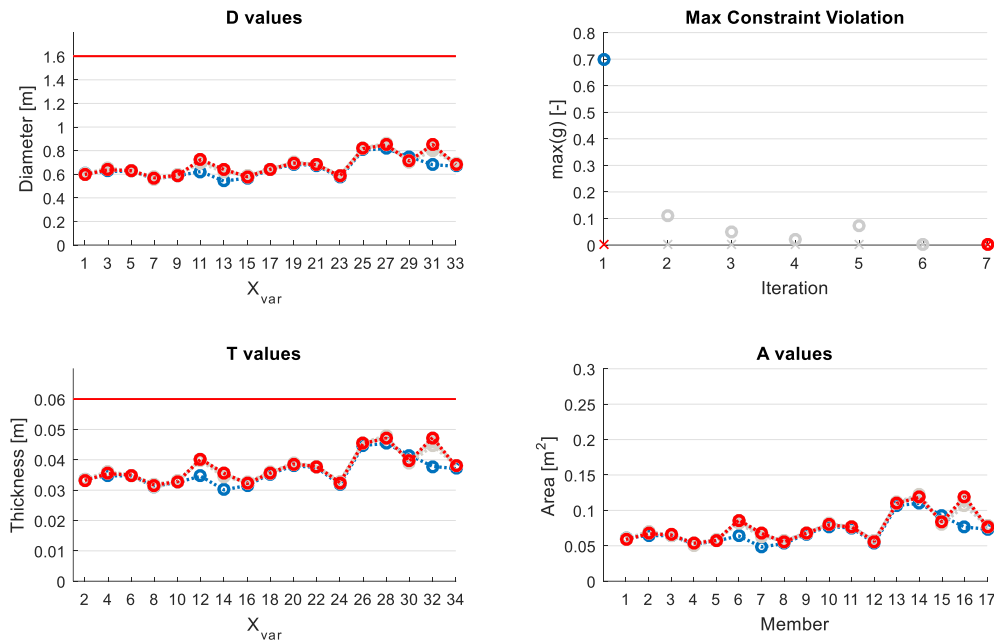 D values
Diameter [m]
1.6
1.4
1.2
1
0.8
0.6
0.4
0.2
0
1 3 5 7 9 11 13 15 17 19 21 23 25 27 29 31 33
X_var
Max Constraint Violation
max(g) [-]
0.8
0.7
0.6
0.5
0.4
0.3
0.2
0.1
0
1 2 3 4 5 6 7
Iteration
T values
Thickness [m]
0.06
0.05
0.04
0.03
0.02
0.01
0
2 4 6 8 10 12 14 16 18 20 22 24 26 28 30 32 34
X_var
A values
Area [m²]
0.3
0.25
0.2
0.15
0.1
0.05
0
1 2 3 4 5 6 7 8 9 10 11 12 13 14 15 16 17
Member